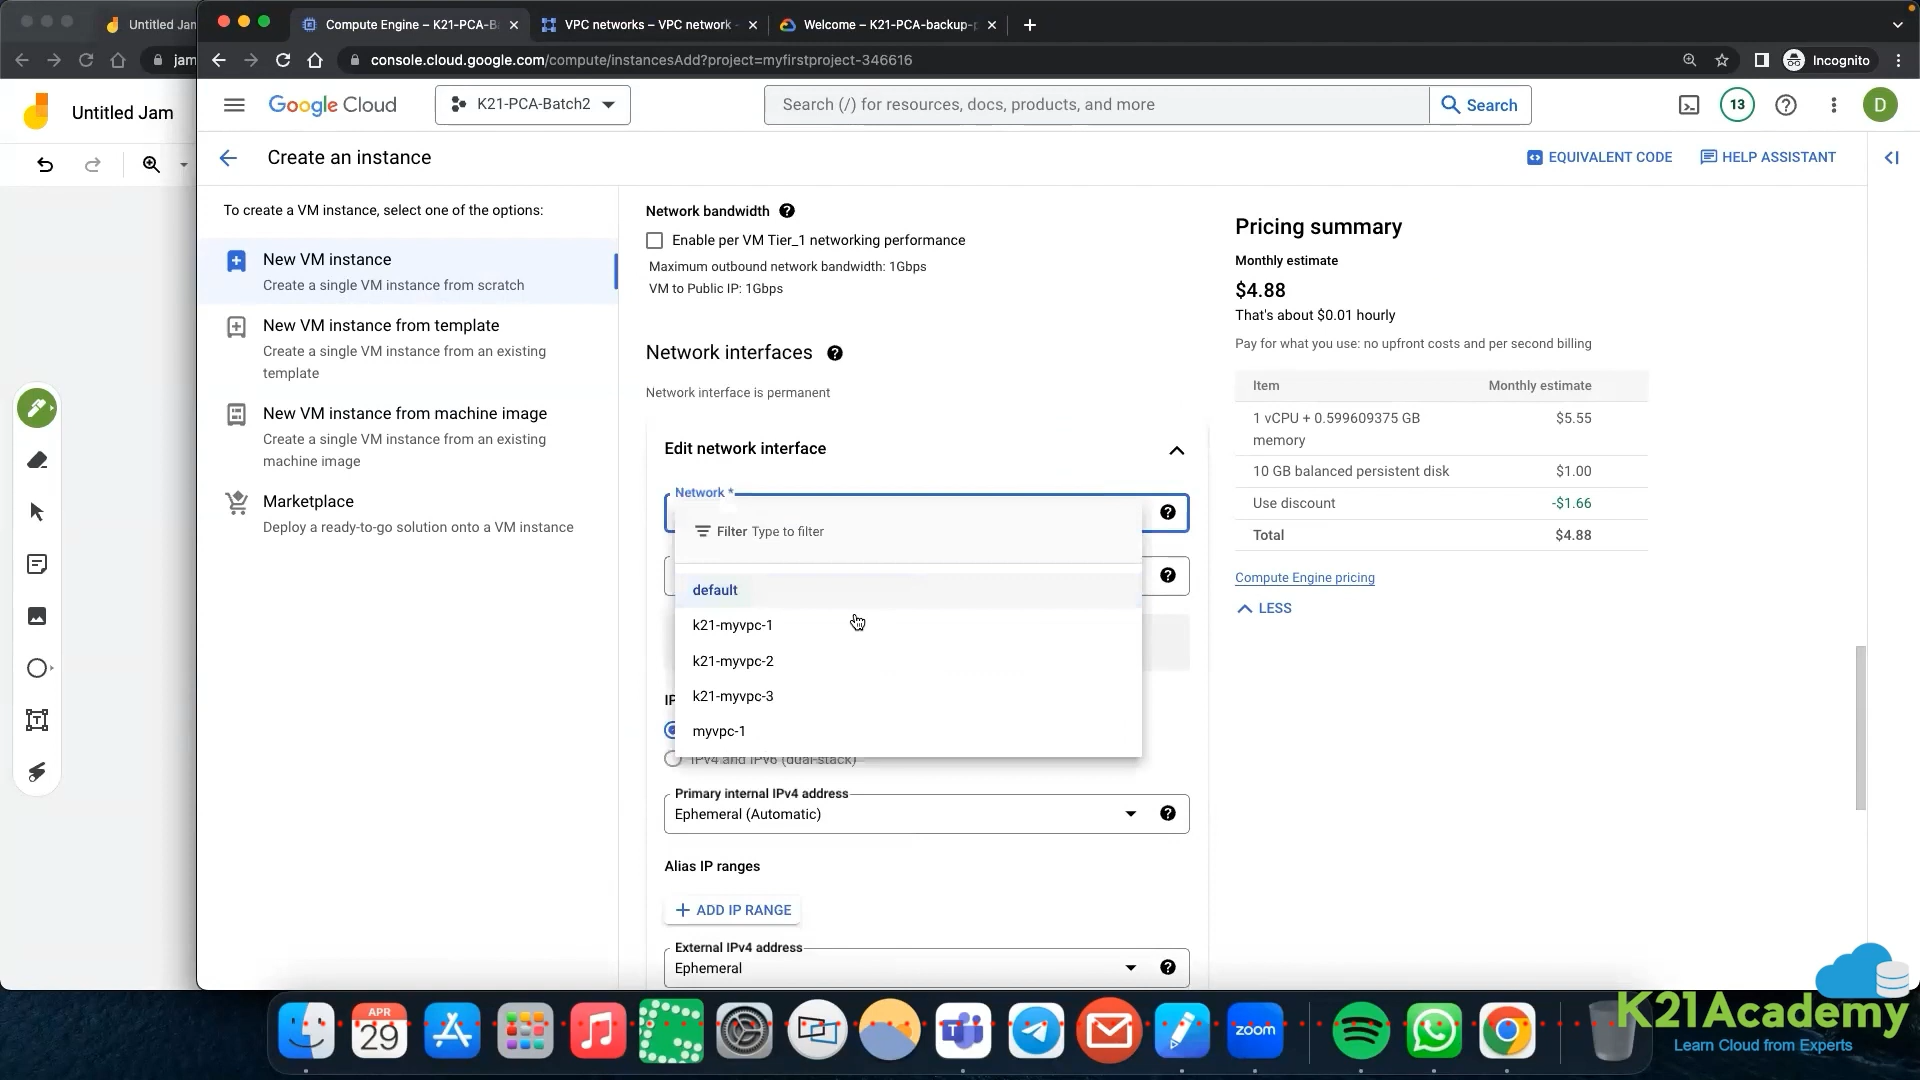 Untitled Jam
Compute Engine – K21-PCA-B
VPC networks – VPC network
Welcome – K21-PCA-backup-p
jam
console.cloud.google.com/compute/instancesAdd?project=myfirstproject-346616
Incognito
Untitled Jam
Google Cloud
K21-PCA-Batch2
Search (/) for resources, docs, products, and more
Search
13
D
Create an instance
EQUIVALENT CODE
HELP ASSISTANT
To create a VM instance, select one of the options:
New VM instance
Create a single VM instance from scratch
New VM instance from template
Create a single VM instance from an existing
template
New VM instance from machine image
Create a single VM instance from an existing
machine image
Marketplace
Deploy a ready-to-go solution onto a VM instance
Network bandwidth
Enable per VM Tier_1 networking performance
Maximum outbound network bandwidth: 1Gbps
VM to Public IP: 1Gbps
Network interfaces
Network interface is permanent
Edit network interface
Network *
Filter Type to filter
default
k21-myvpc-1
k21-myvpc-2
k21-myvpc-3
myvpc-1
IP
IPv4 and IPv6 (dual-stack)
Primary internal IPv4 address
Ephemeral (Automatic)
Alias IP ranges
ADD IP RANGE
External IPv4 address
Ephemeral
Pricing summary
Monthly estimate
$4.88
That's about $0.01 hourly
Pay for what you use: no upfront costs and per second billing
Item Monthly estimate
1 vCPU + 0.599609375 GB
memory
$5.55
10 GB balanced persistent disk $1.00
Use discount -$1.66
Total $4.88
Compute Engine pricing
LESS
APR
29
zoom
K21Academy
Learn Cloud from Experts